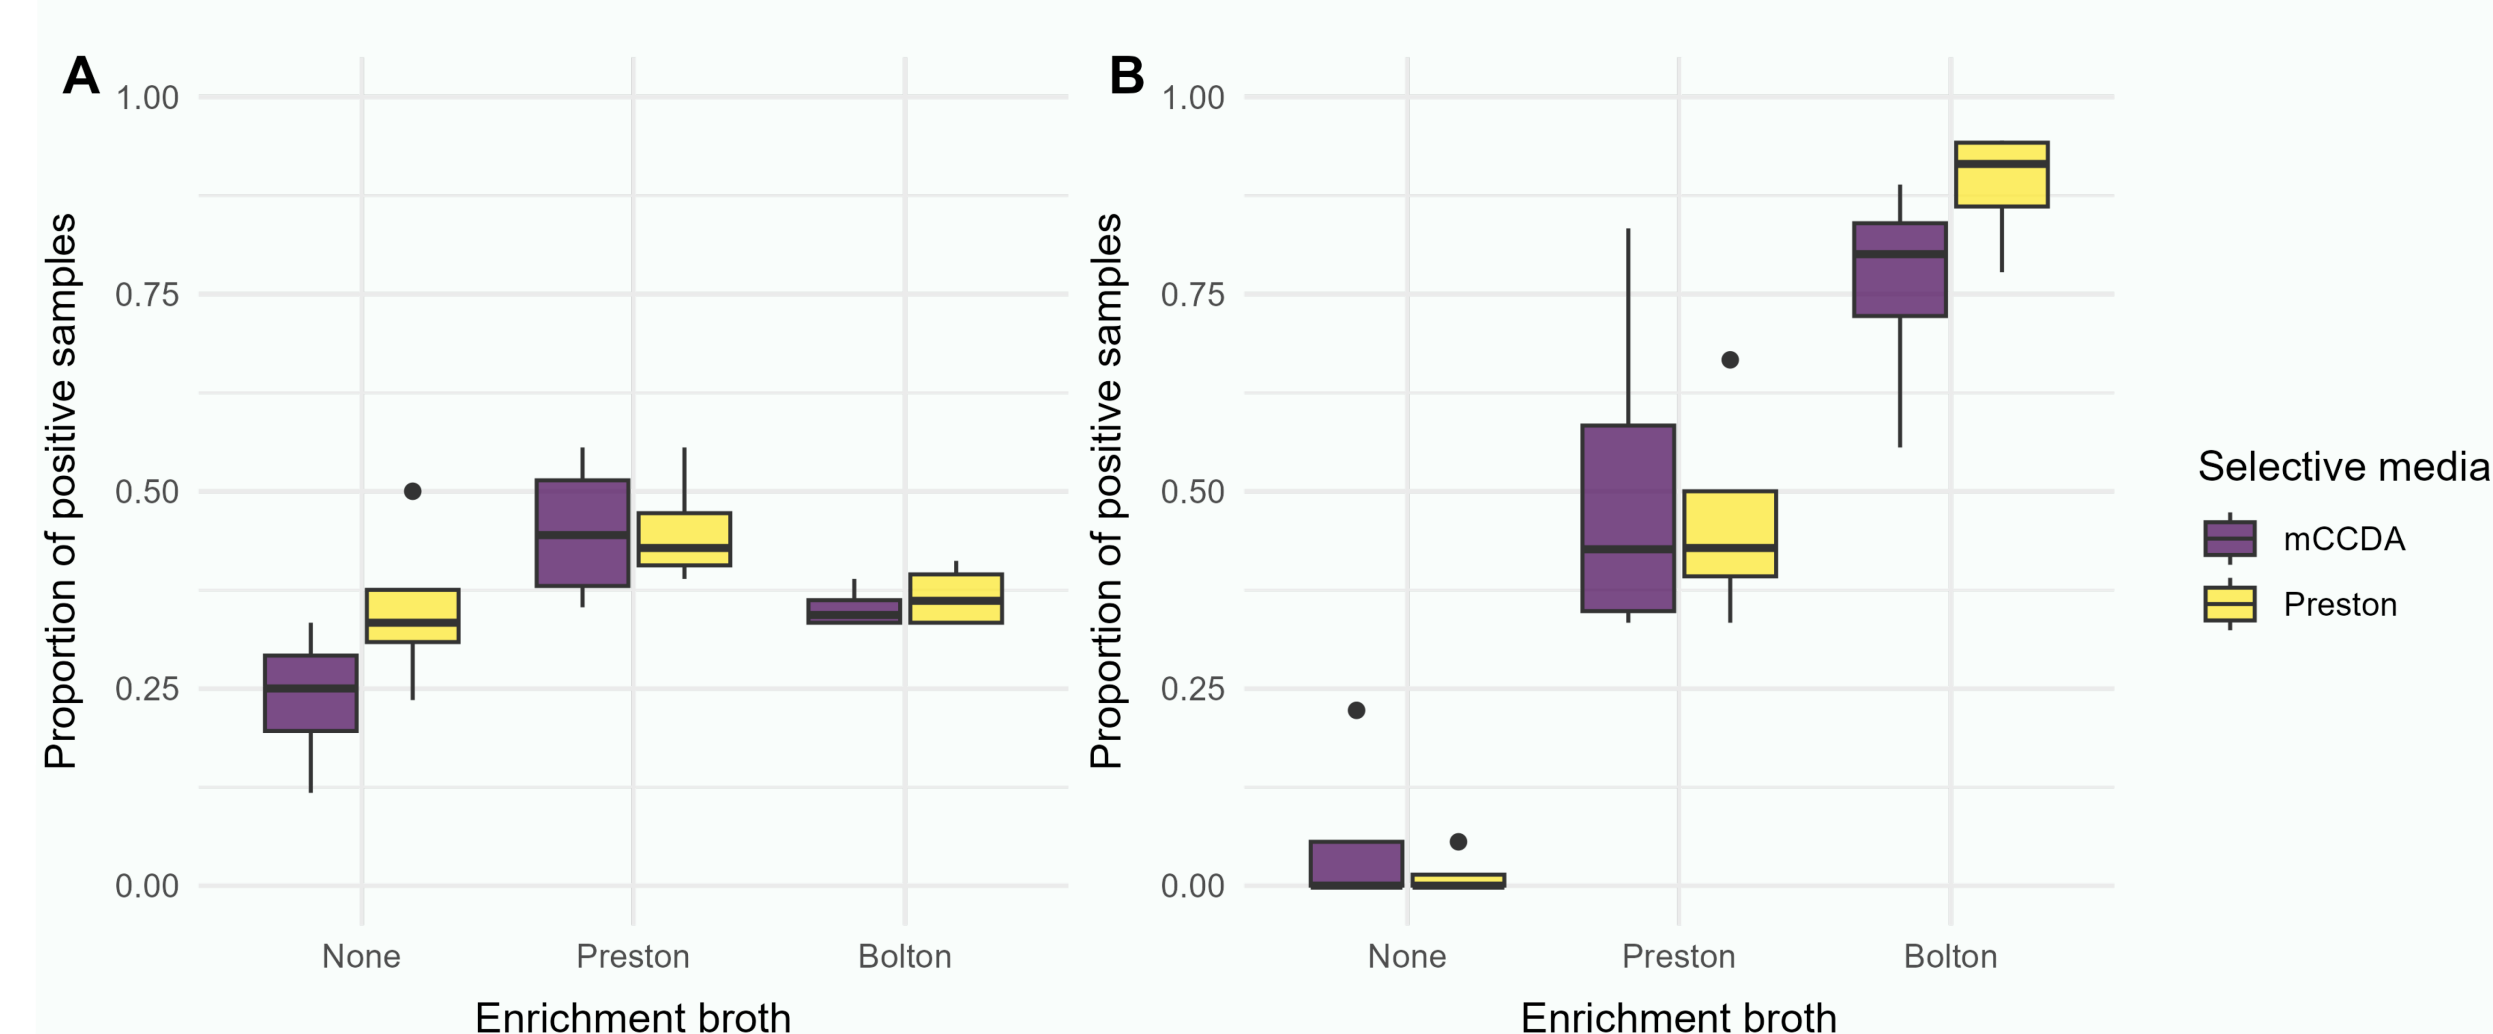 A
1.00
0.75
0.50
0.25
0.00
Proportion of positive samples
None
Preston
Bolton
Enrichment broth
B
1.00
0.75
0.50
0.25
0.00
Proportion of positive samples
None
Preston
Bolton
Enrichment broth
Selective media
mCCDA
Preston